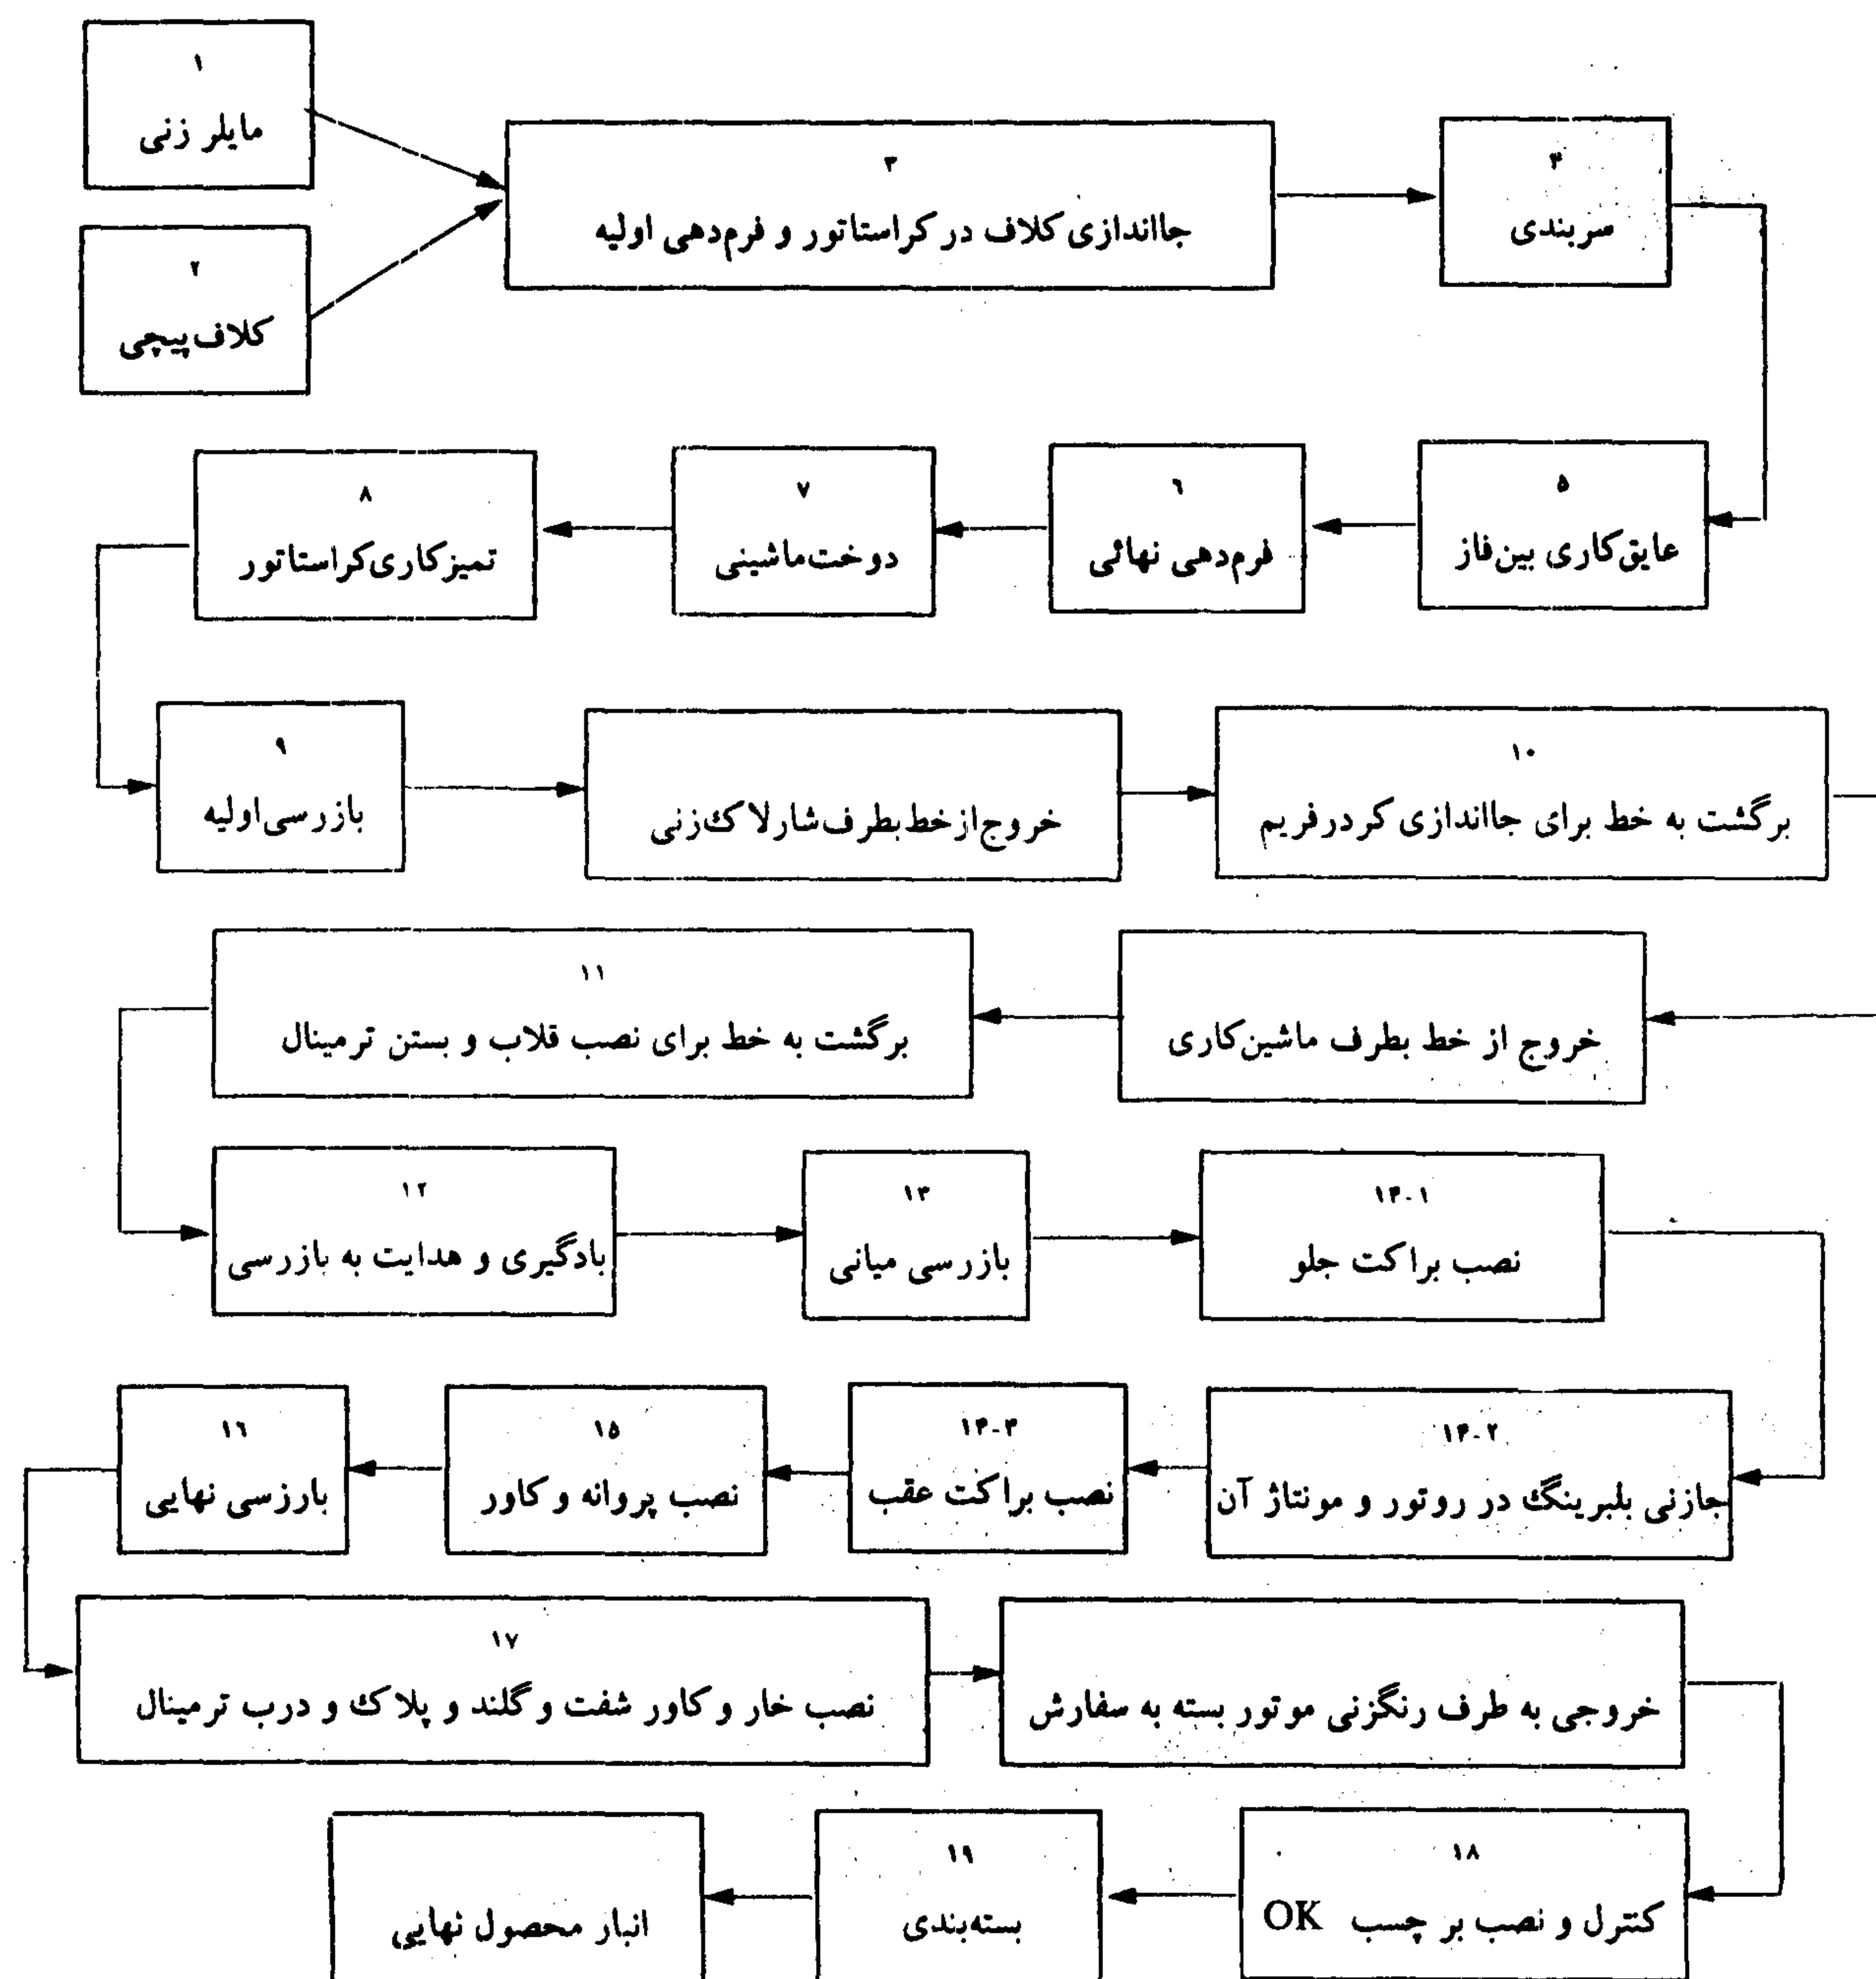 ۱
مایلر زنی
۲
کلاف‌پیچی
۳
جااندازی کلاف در کراستاتور و فرم‌دهی اولیه
۴
سربندی
۵
عایق‌کاری بین‌فاز
۶
فرم‌دهی نهائی
۷
دوخت‌ماشینی
۸
تمیزکاری‌کراستاتور
۹
بازرسی‌اولیه
خروج‌از‌خط‌بطرف‌شارلاک‌زنی
۱۰
برگشت به خط برای جااندازی کردرفریم
خروج از خط بطرف ماشین‌کاری
۱۱
برگشت به خط برای نصب قلاب و بستن ترمینال
۱۲
بادگیری و هدایت به بازرسی
۱۳
بازرسی میانی
۱۴-۱
نصب براکت جلو
۱۴-۲
جازنی بلبرینگ در روتور و مونتاژ آن
۱۴-۳
نصب براکت عقب
۱۵
نصب پروانه و کاور
۱۶
بارزسی نهایی
۱۷
نصب خار و کاور شفت و گلند و پلاک و درب ترمینال
خروجی به طرف رنگزنی موتور بسته به سفارش
۱۸
کنترل و نصب بر چسب OK
۱۹
بسته‌بندی
انبار محصول نهایی